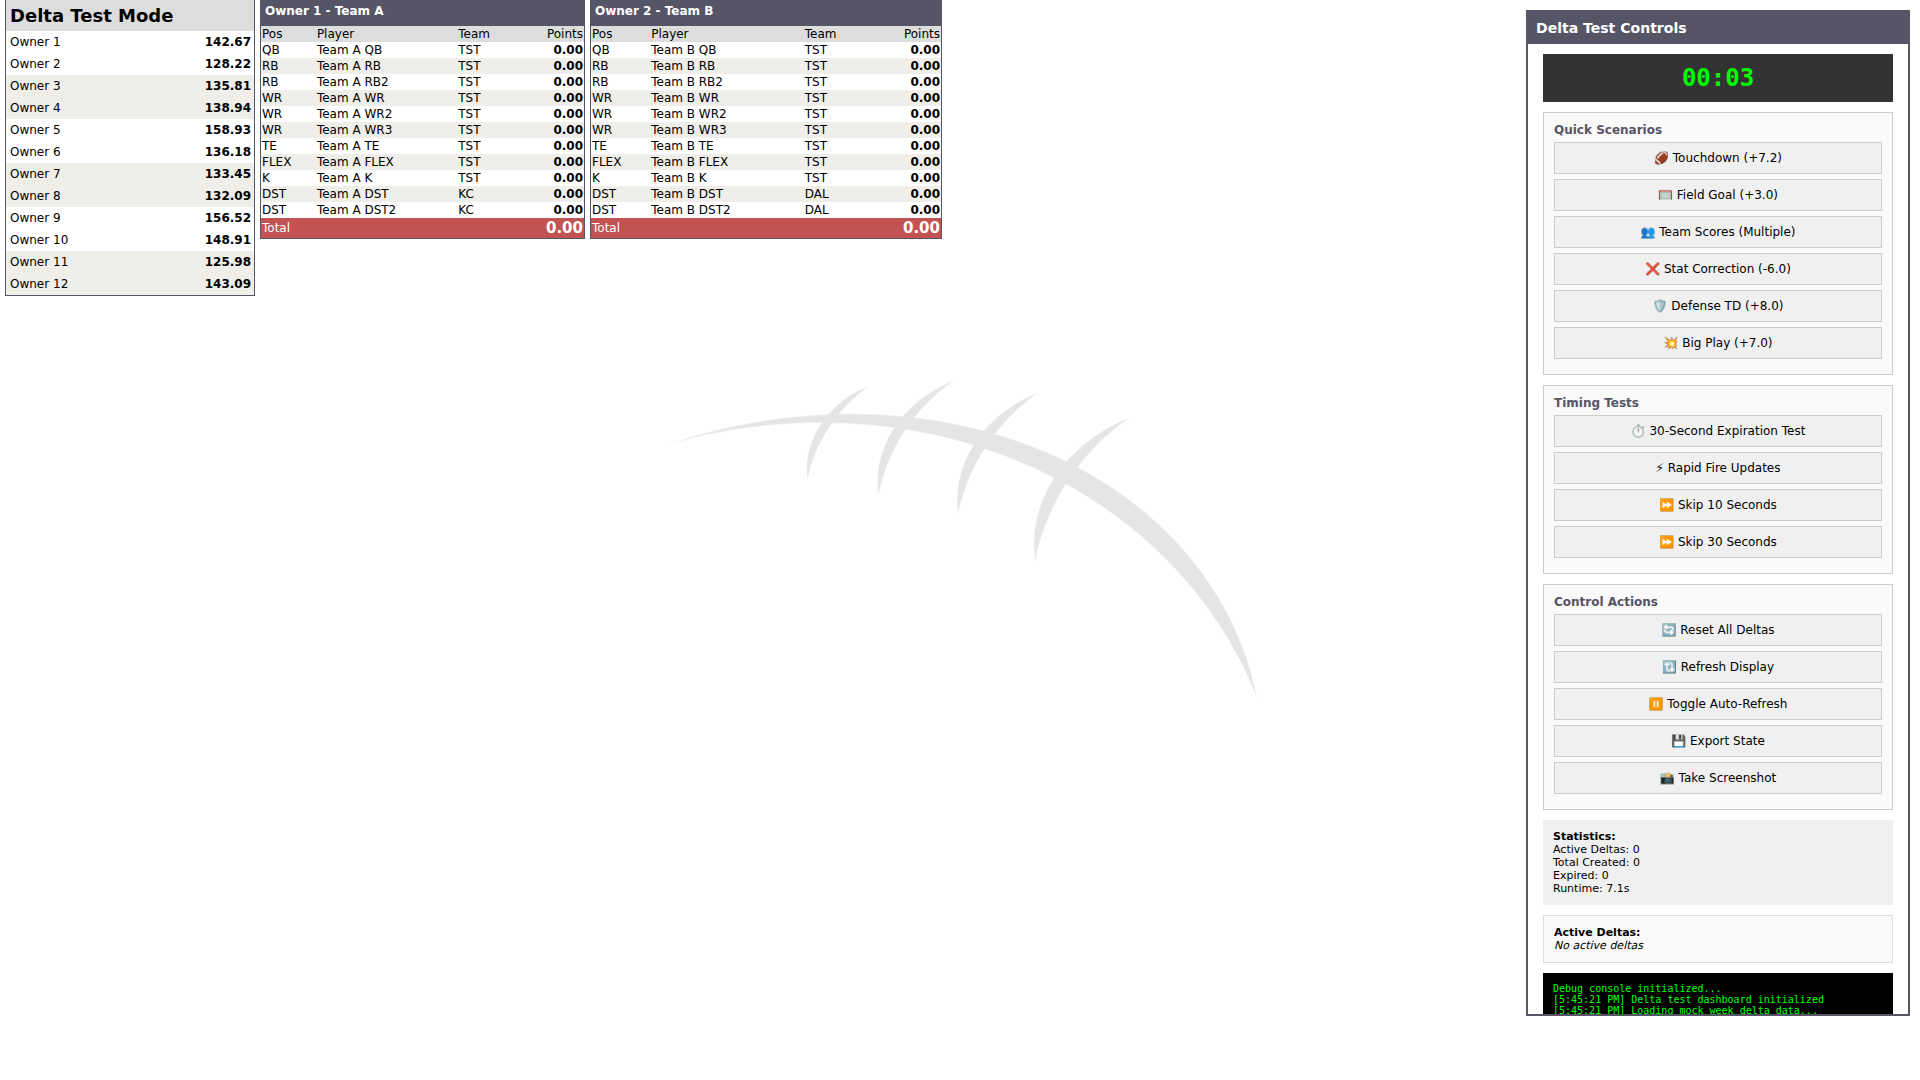 Delta Test Mode
Owner 1 142.67
Owner 2 128.22
Owner 3 135.81
Owner 4 138.94
Owner 5 158.93
Owner 6 136.18
Owner 7 133.45
Owner 8 132.09
Owner 9 156.52
Owner 10 148.91
Owner 11 125.98
Owner 12 143.09
Owner 1 - Team A
Pos Player Team Points
QB Team A QB TST 0.00
RB Team A RB TST 0.00
RB Team A RB2 TST 0.00
WR Team A WR TST 0.00
WR Team A WR2 TST 0.00
WR Team A WR3 TST 0.00
TE Team A TE TST 0.00
FLEX Team A FLEX TST 0.00
K Team A K TST 0.00
DST Team A DST KC 0.00
DST Team A DST2 KC 0.00
Total 0.00
Owner 2 - Team B
Pos Player Team Points
QB Team B QB TST 0.00
RB Team B RB TST 0.00
RB Team B RB2 TST 0.00
WR Team B WR TST 0.00
WR Team B WR2 TST 0.00
WR Team B WR3 TST 0.00
TE Team B TE TST 0.00
FLEX Team B FLEX TST 0.00
K Team B K TST 0.00
DST Team B DST DAL 0.00
DST Team B DST2 DAL 0.00
Total 0.00
Delta Test Controls
00:03
Quick Scenarios
🏈 Touchdown (+7.2)
🥅 Field Goal (+3.0)
👥 Team Scores (Multiple)
❌ Stat Correction (-6.0)
🛡️ Defense TD (+8.0)
💥 Big Play (+7.0)
Timing Tests
⏱️ 30-Second Expiration Test
⚡ Rapid Fire Updates
⏩ Skip 10 Seconds
⏩ Skip 30 Seconds
Control Actions
🔄 Reset All Deltas
🔃 Refresh Display
⏸️ Toggle Auto-Refresh
💾 Export State
📸 Take Screenshot
Statistics:
Active Deltas: 0
Total Created: 0
Expired: 0
Runtime: 7.1s
Active Deltas:
No active deltas
Debug console initialized...
[5:45:21 PM] Delta test dashboard initialized
[5:45:21 PM] Loading mock week delta data...